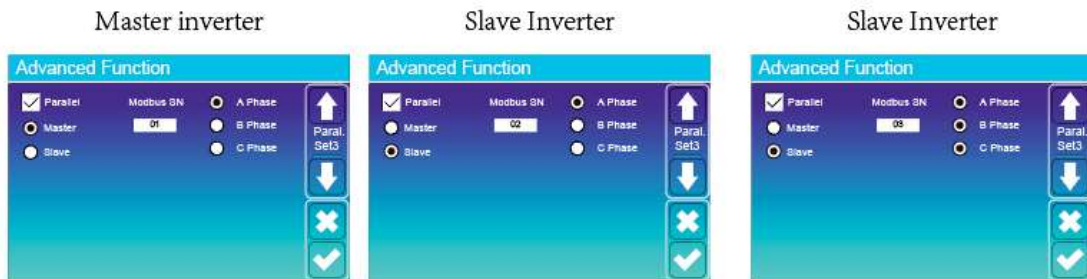 Master inverter
Slave Inverter
Slave Inverter
Advanced Function
Parallel
Modbus SN
A Phase
Master
01
B Phase
Slave
C Phase
Paral.
Set3
Advanced Function
Parallel
Modbus SN
A Phase
Master
02
B Phase
Slave
C Phase
Paral.
Set3
Advanced Function
Parallel
Modbus SN
A Phase
Master
03
B Phase
Slave
C Phase
Paral.
Set3